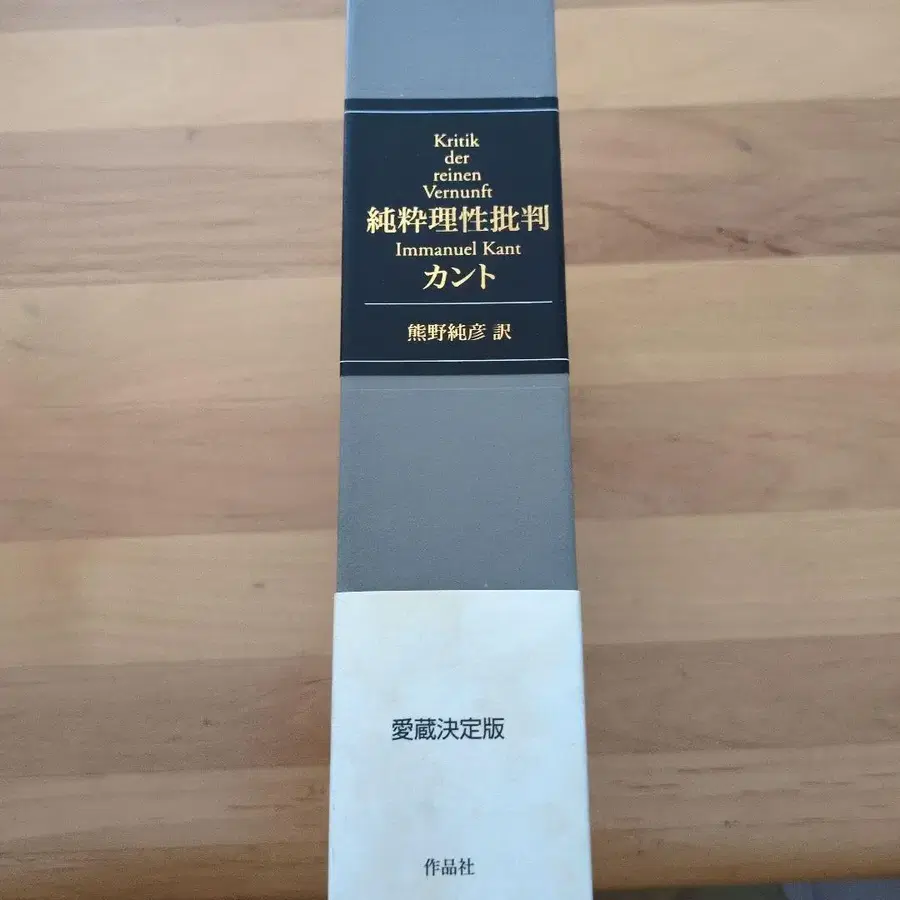 Kritik
der
reinen
Vernunft
純粋理性批判
Immanuel Kant
カント
熊野純彦 訳
愛蔵決定版
作品社